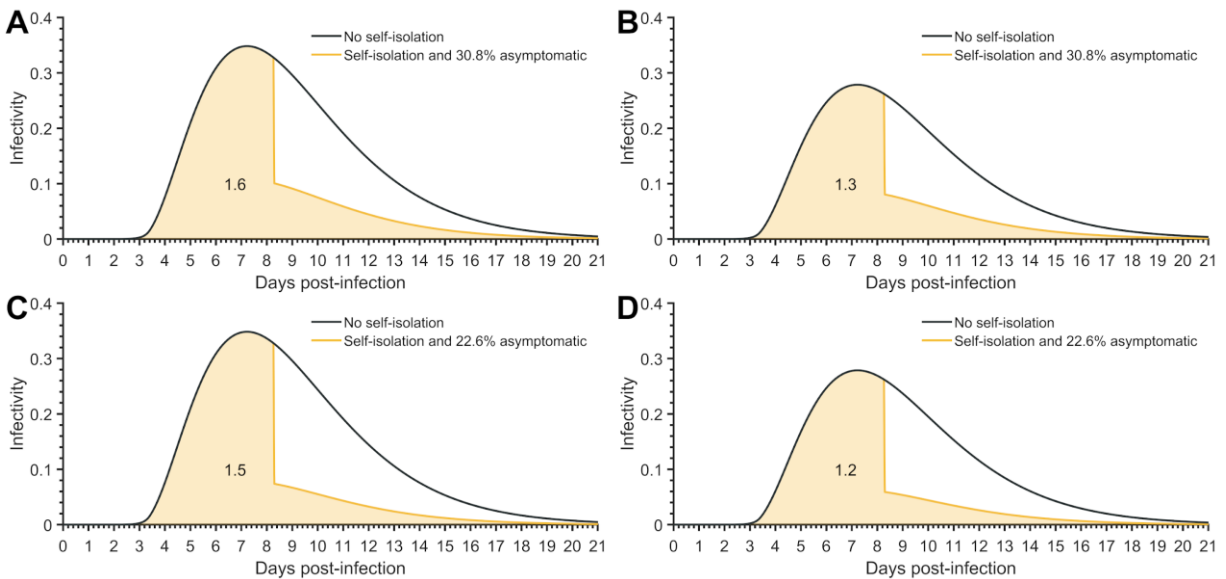 A
0.4
0.3
0.2
0.1
0
Infectivity
No self-isolation
Self-isolation and 30.8% asymptomatic
1.6
0 1 2 3 4 5 6 7 8 9 10 11 12 13 14 15 16 17 18 19 20 21
Days post-infection
B
0.4
0.3
0.2
0.1
0
Infectivity
No self-isolation
Self-isolation and 30.8% asymptomatic
1.3
0 1 2 3 4 5 6 7 8 9 10 11 12 13 14 15 16 17 18 19 20 21
Days post-infection
C
0.4
0.3
0.2
0.1
0
Infectivity
No self-isolation
Self-isolation and 22.6% asymptomatic
1.5
0 1 2 3 4 5 6 7 8 9 10 11 12 13 14 15 16 17 18 19 20 21
Days post-infection
D
0.4
0.3
0.2
0.1
0
Infectivity
No self-isolation
Self-isolation and 22.6% asymptomatic
1.2
0 1 2 3 4 5 6 7 8 9 10 11 12 13 14 15 16 17 18 19 20 21
Days post-infection